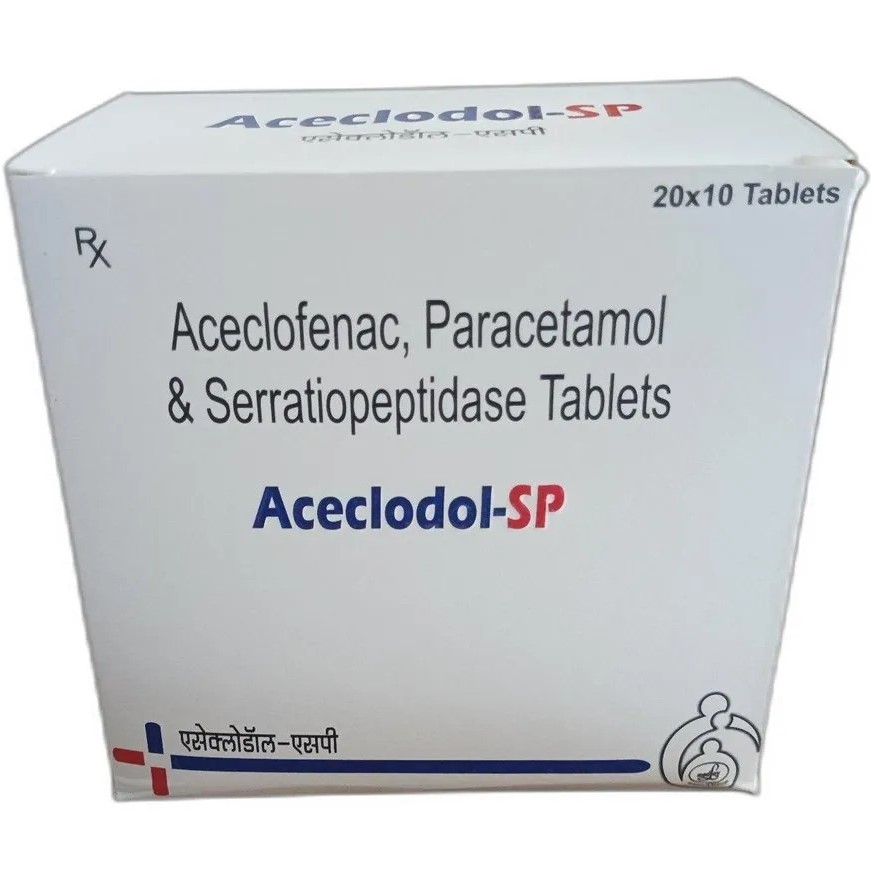 Aceclodol-SP
एसेक्लोडॉल-एसपी
20x10 Tablets
Rx
Aceclofenac, Paracetamol
& Serratiopeptidase Tablets
Aceclodol-SP
एसेक्लोडॉल-एसपी